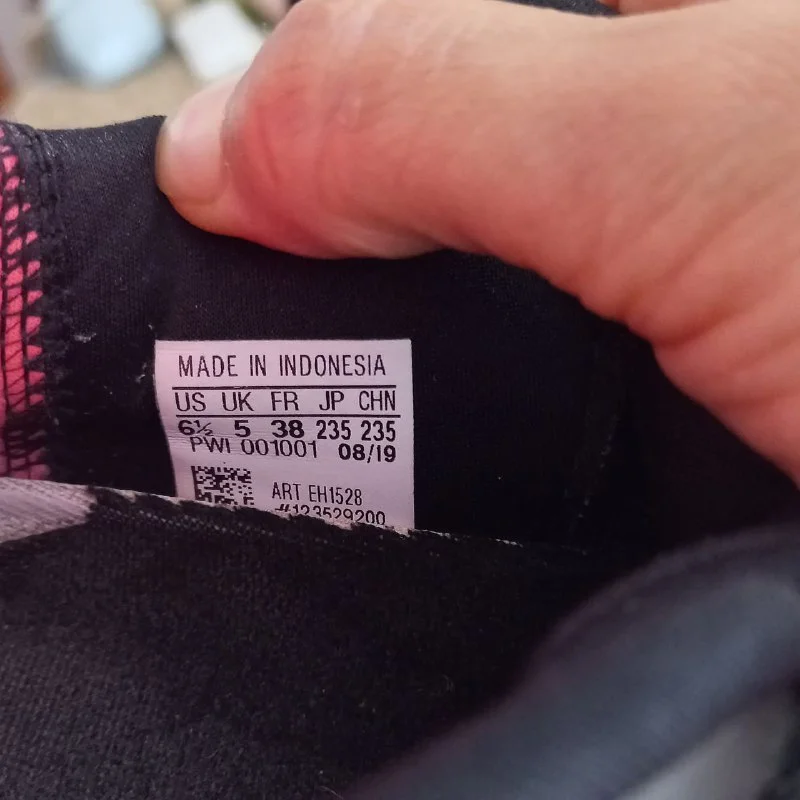 MADE IN INDONESIA
US UK FR JP CHN
6½ 5 38 235 235
PWI 001001 08/19
ART EH1528
#123529200